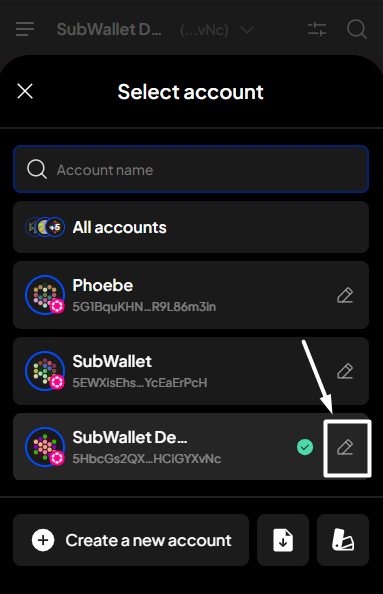 SubWallet D... (...vNc)
Select account
Account name
+5 All accounts
Phoebe
5G1BquKHN...R9L86m3in
SubWallet
5EWXisEhs...YcEaErPcH
SubWallet De...
5HbcGs2QX...HCiGYXvNc
Create a new account